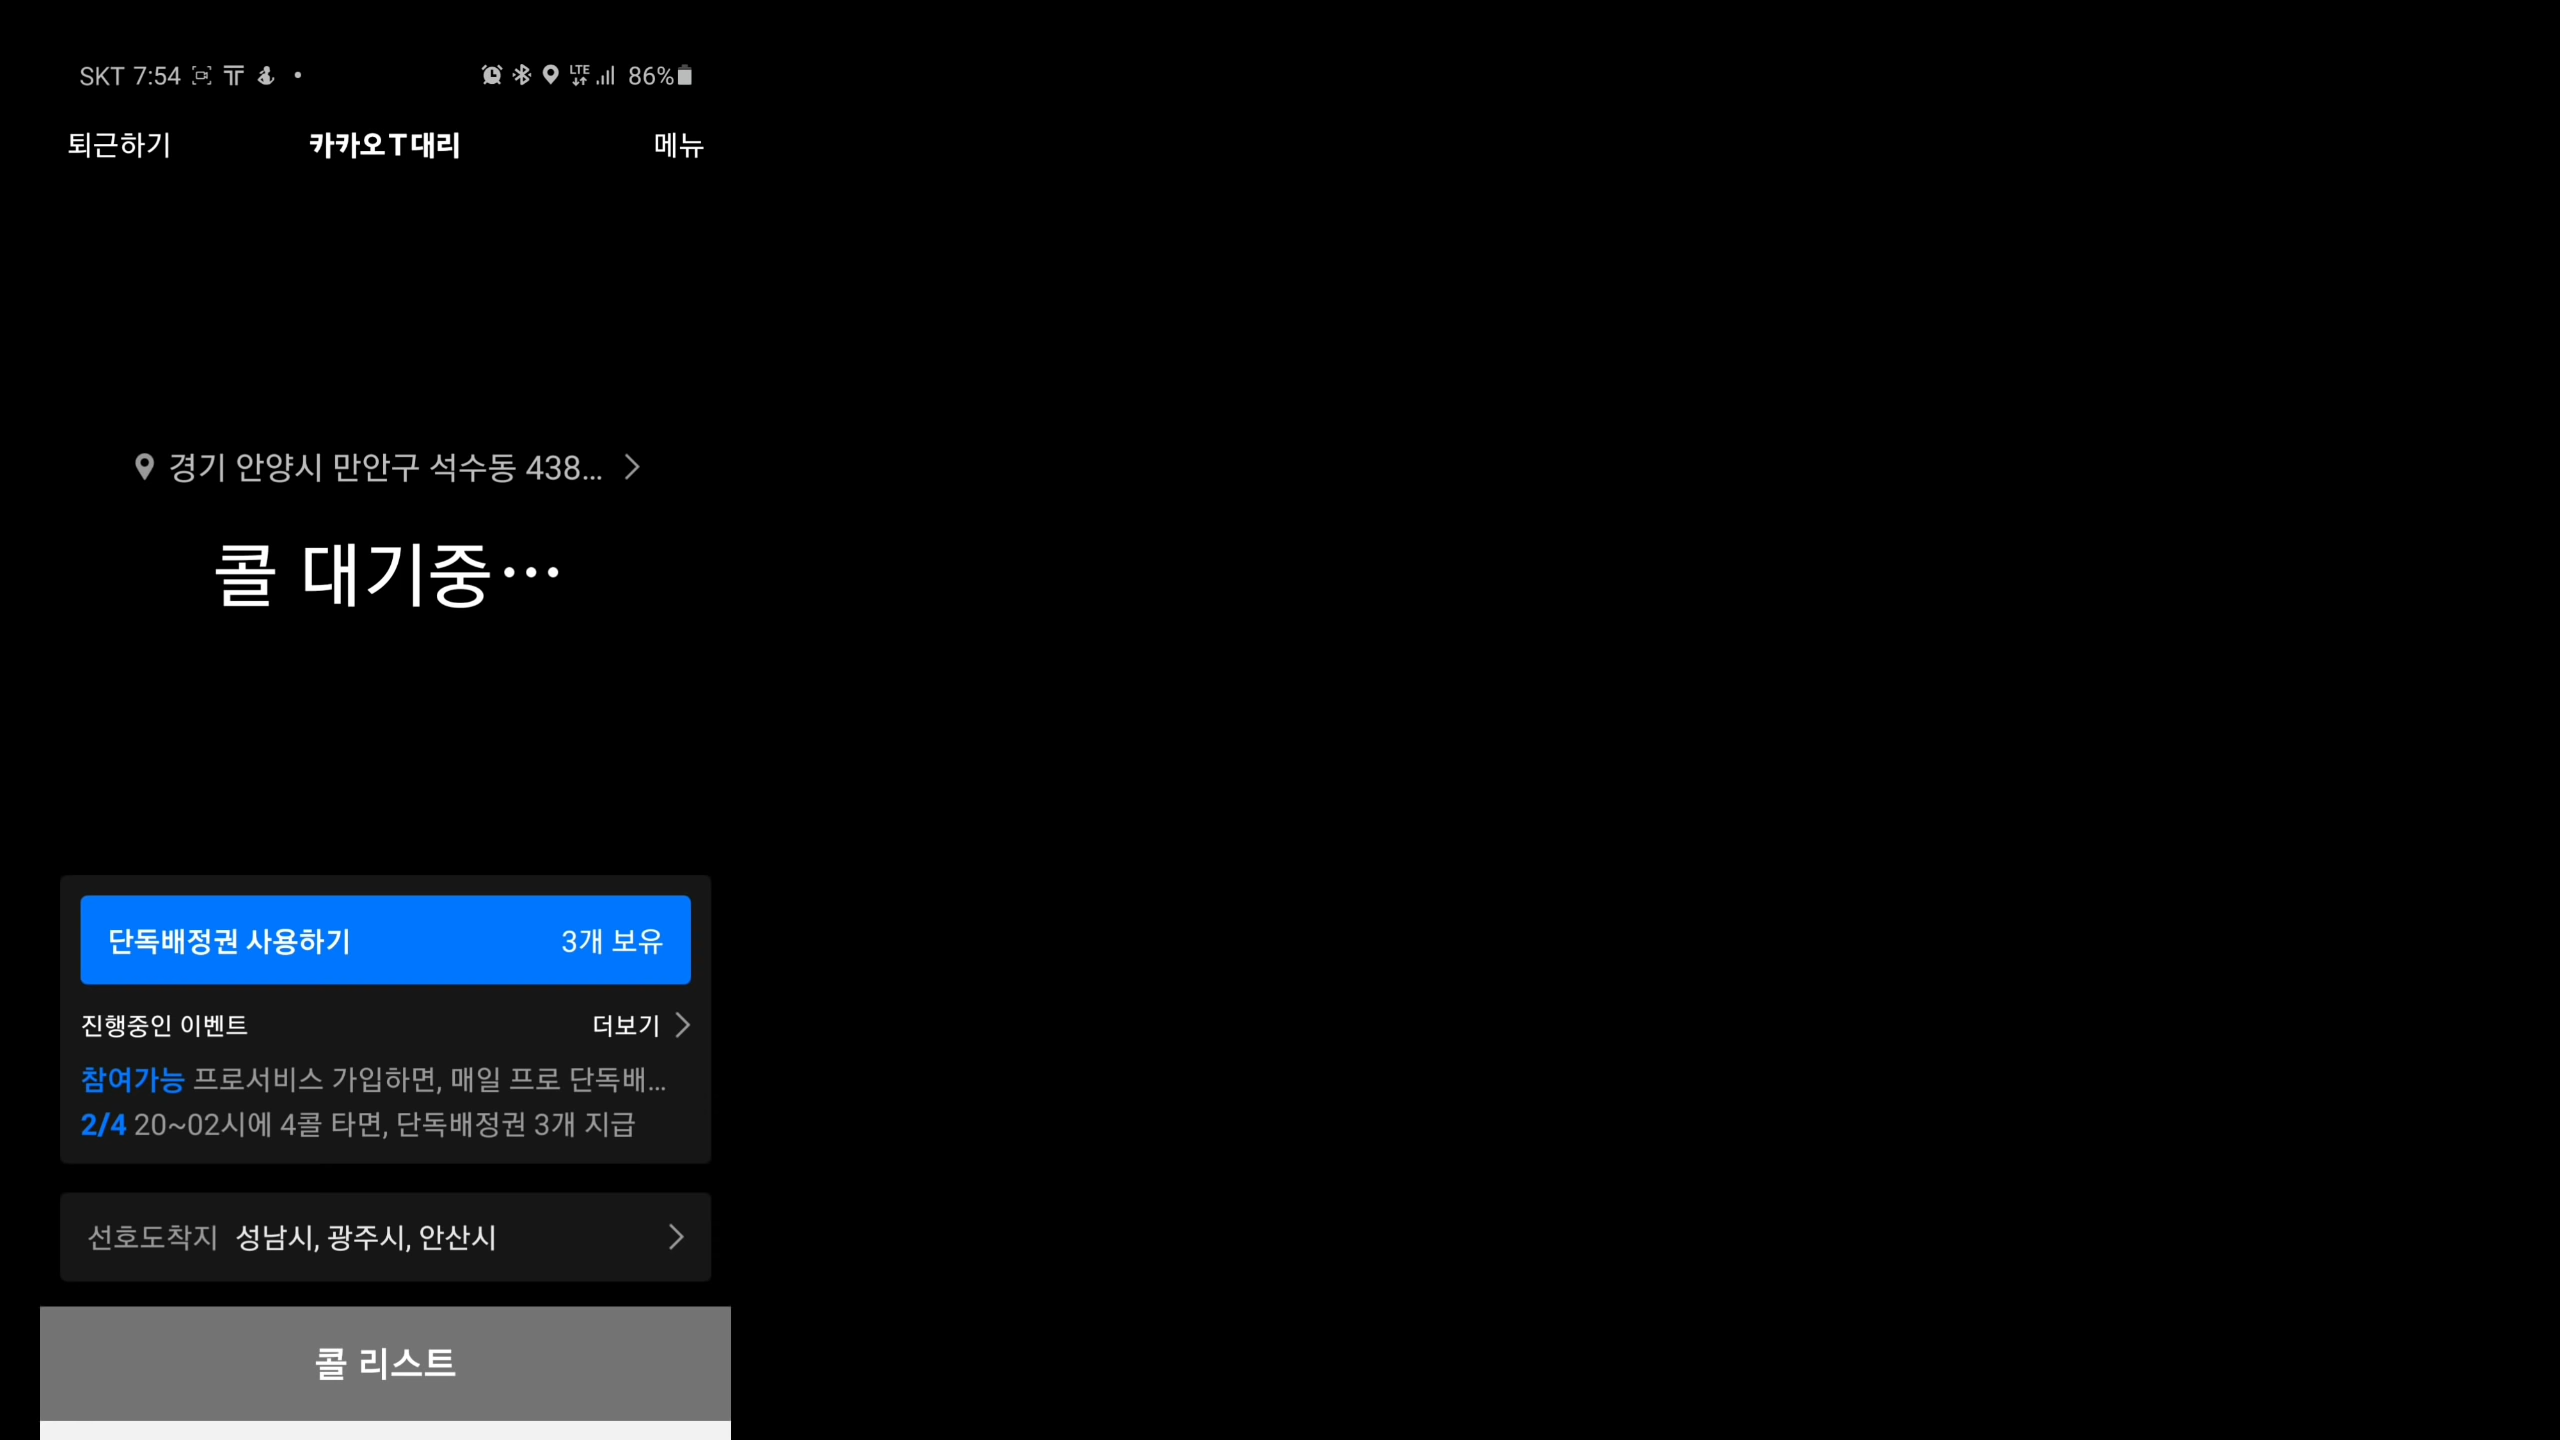 SKT 7:54
LTE 86%
퇴근하기 카카오 T 대리 메뉴
경기 안양시 만안구 석수동 438...
콜 대기중···
단독배정권 사용하기 3개 보유
진행중인 이벤트 더보기
참여가능 프로서비스 가입하면, 매일 프로 단독배...
2/4 20~02시에 4콜 타면, 단독배정권 3개 지급
선호도착지 성남시, 광주시, 안산시
콜 리스트